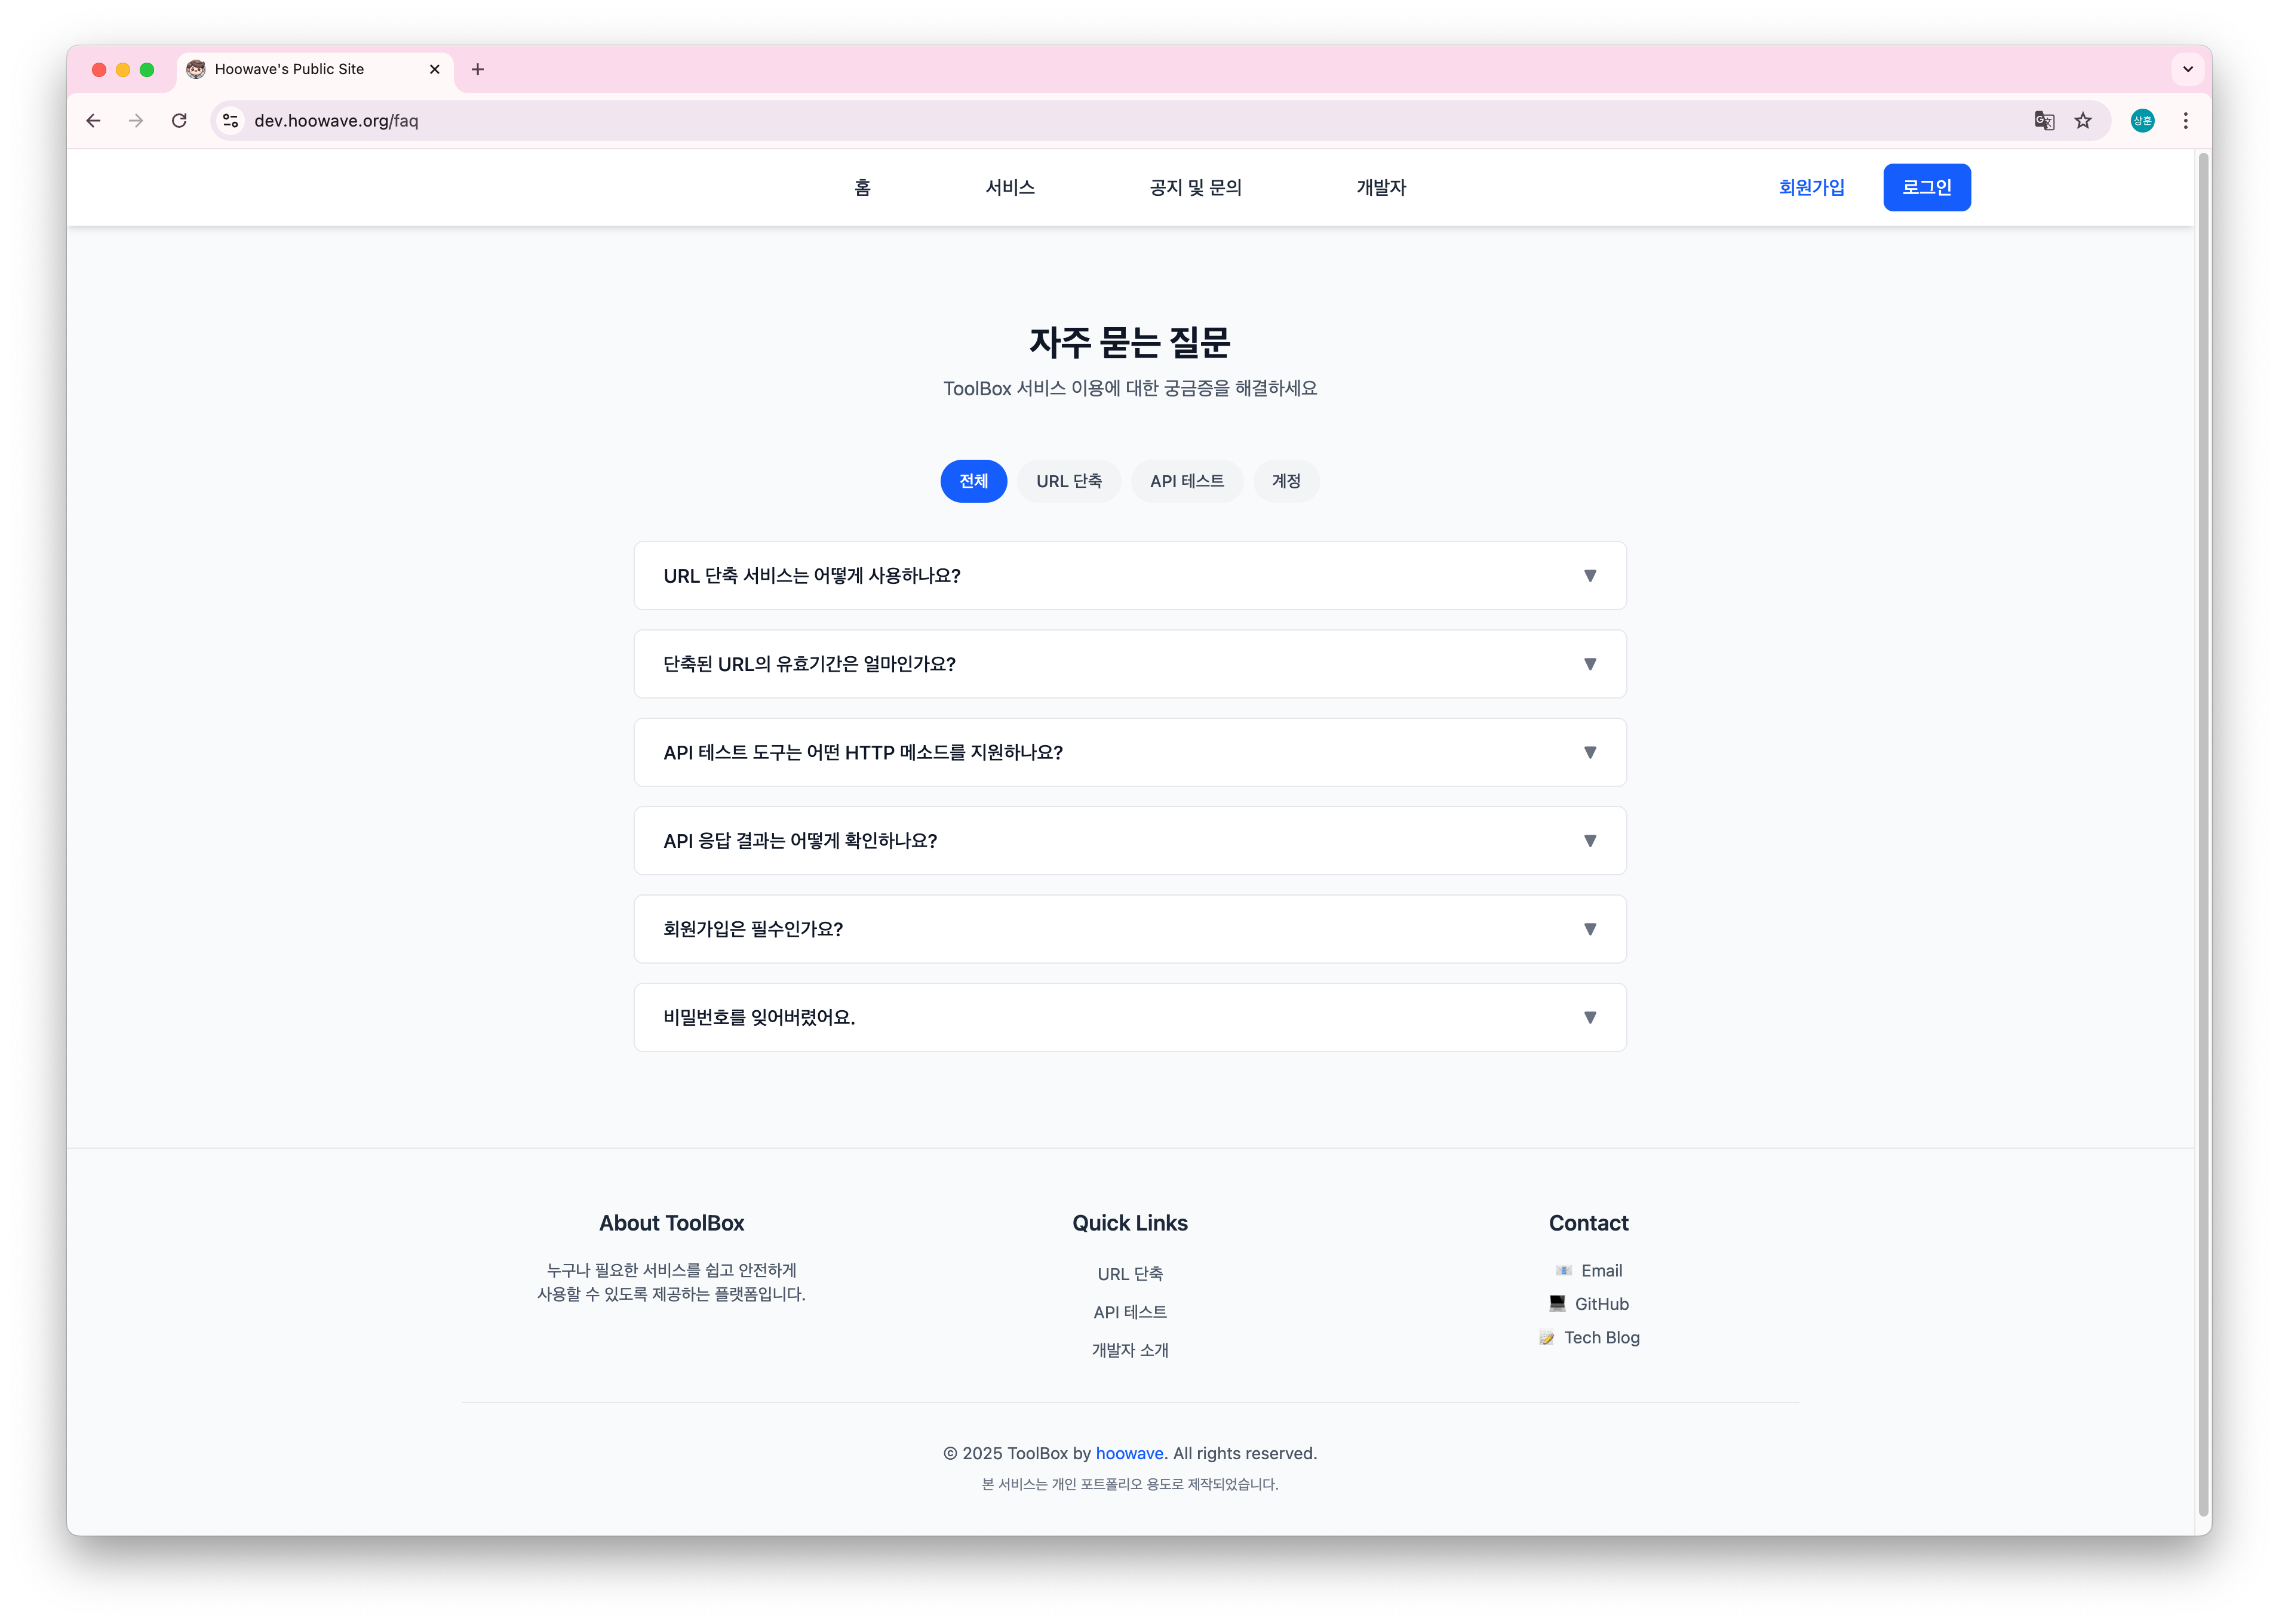 Hoowave's Public Site
dev.hoowave.org/faq
상훈
홈 서비스 공지 및 문의 개발자 회원가입 로그인
자주 묻는 질문
ToolBox 서비스 이용에 대한 궁금증을 해결하세요
전체 URL 단축 API 테스트 계정
URL 단축 서비스는 어떻게 사용하나요?
단축된 URL의 유효기간은 얼마인가요?
API 테스트 도구는 어떤 HTTP 메소드를 지원하나요?
API 응답 결과는 어떻게 확인하나요?
회원가입은 필수인가요?
비밀번호를 잊어버렸어요.
About ToolBox
누구나 필요한 서비스를 쉽고 안전하게
사용할 수 있도록 제공하는 플랫폼입니다.
Quick Links
URL 단축
API 테스트
개발자 소개
Contact
Email
GitHub
Tech Blog
© 2025 ToolBox by hoowave. All rights reserved.
본 서비스는 개인 포트폴리오 용도로 제작되었습니다.